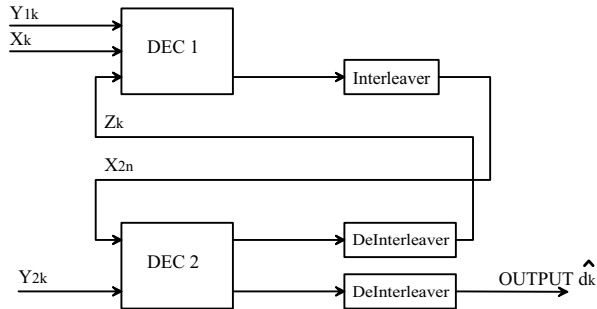 Y1k
Xk
DEC 1
Interleaver
Zk
X2n
DEC 2
DeInterleaver
Y2k
DeInterleaver
OUTPUT d̂k